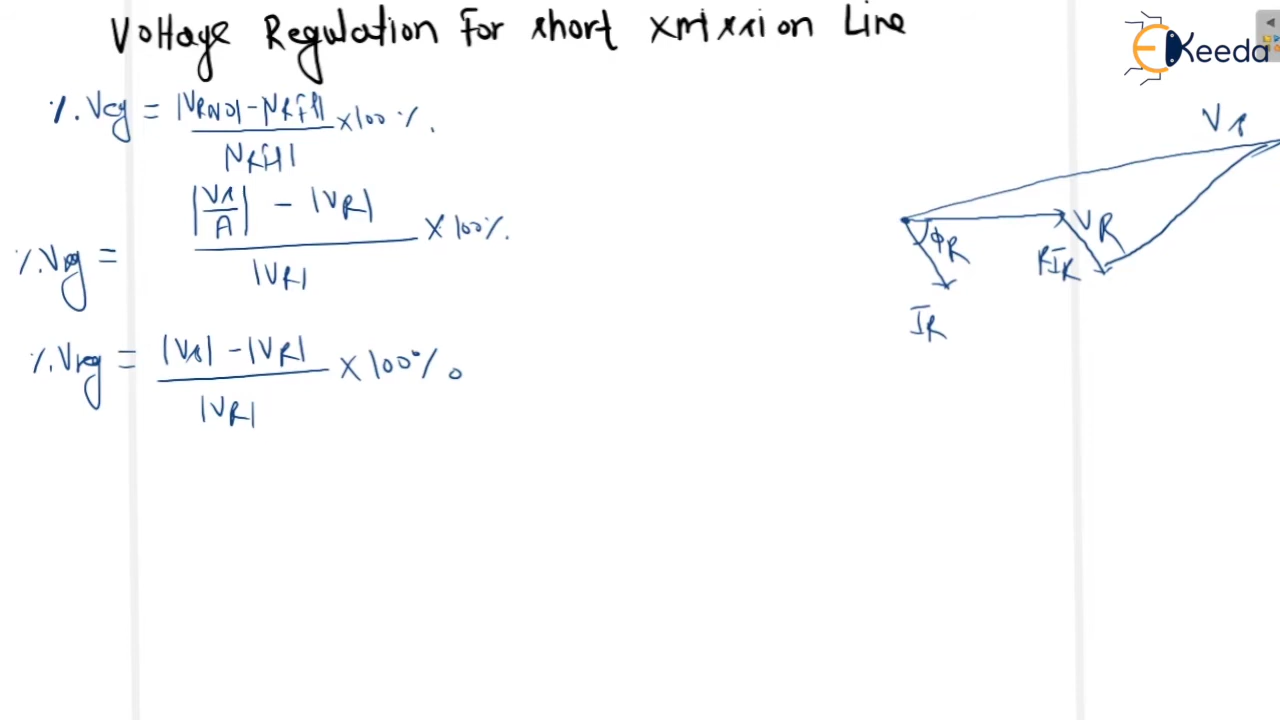 Voltage Regulation For short xmission Line
EKeeda
%.Vreg = |VRNL| - |VRfl| ×100 %.
|VRfl|
|Vs/A| - |VR|
%.Vreg = ×100%.
|VR|
%.Vreg = |Vs| - |VR| × 100%
|VR|
Vs
VR
ΦR
RIR
IR